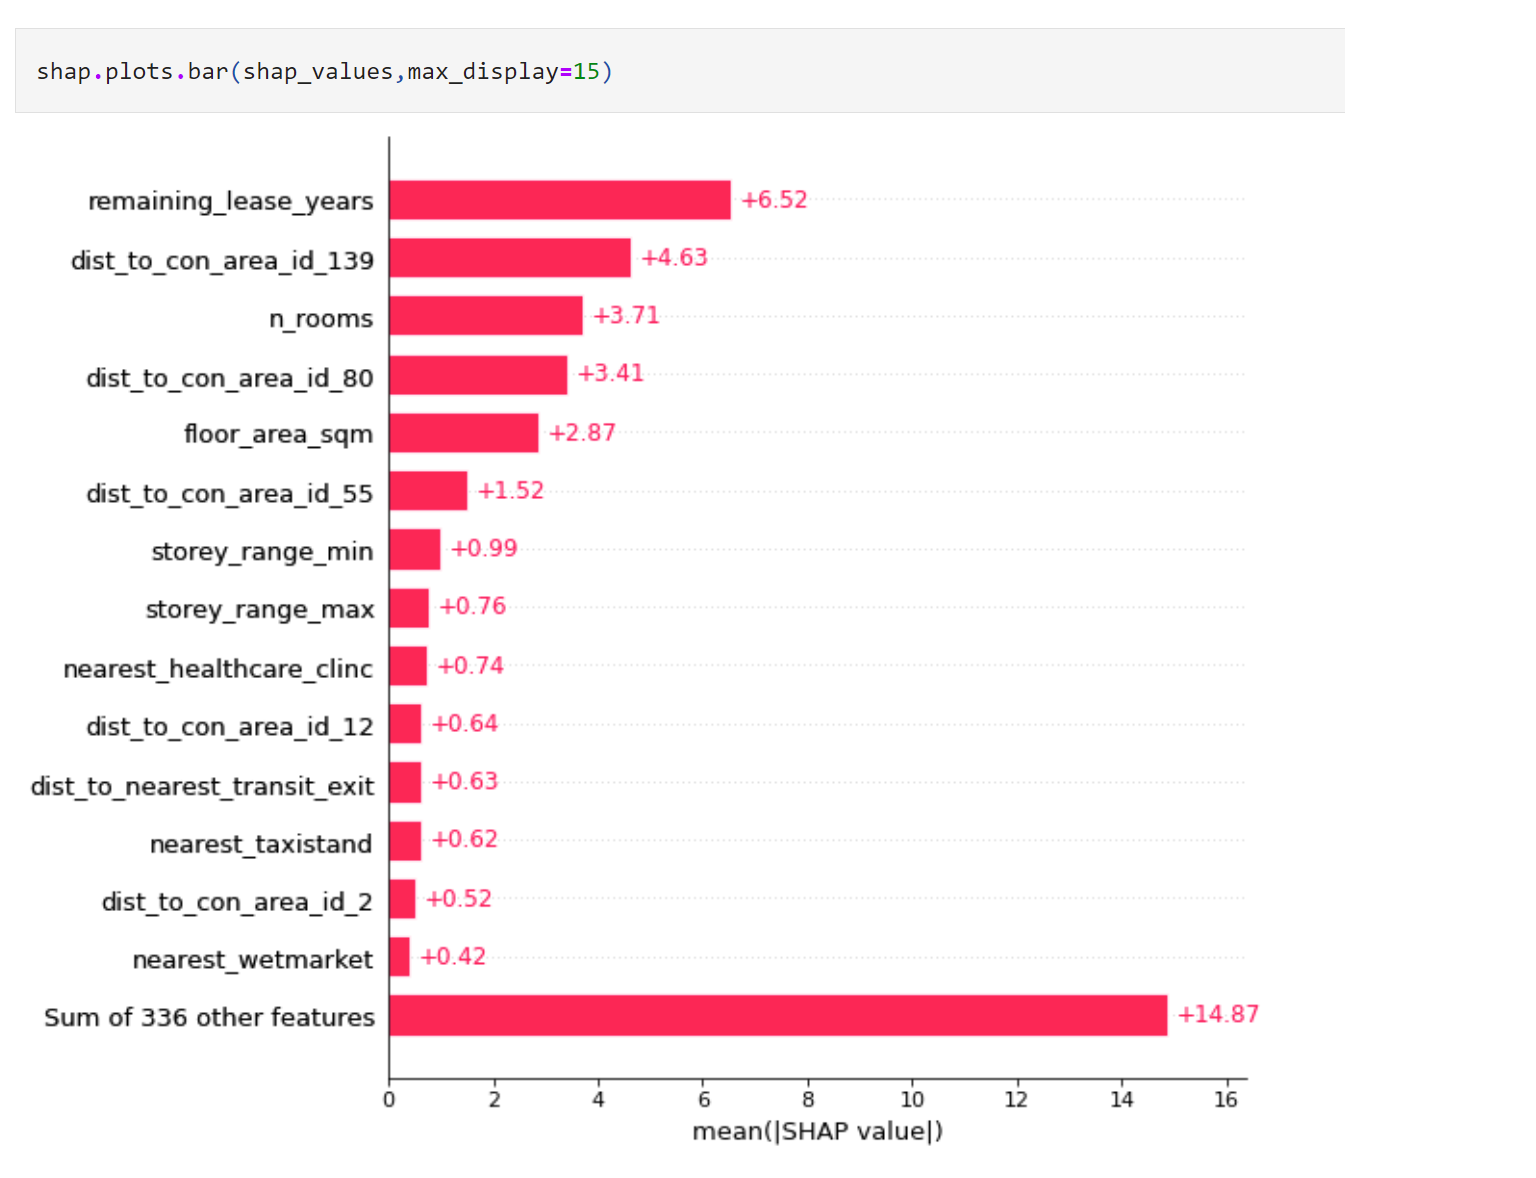 shap.plots.bar(shap_values,max_display=15)
remaining_lease_years +6.52
dist_to_con_area_id_139 +4.63
n_rooms +3.71
dist_to_con_area_id_80 +3.41
floor_area_sqm +2.87
dist_to_con_area_id_55 +1.52
storey_range_min +0.99
storey_range_max +0.76
nearest_healthcare_clinc +0.74
dist_to_con_area_id_12 +0.64
dist_to_nearest_transit_exit +0.63
nearest_taxistand +0.62
dist_to_con_area_id_2 +0.52
nearest_wetmarket +0.42
Sum of 336 other features +14.87
0 2 4 6 8 10 12 14 16
mean(|SHAP value|)